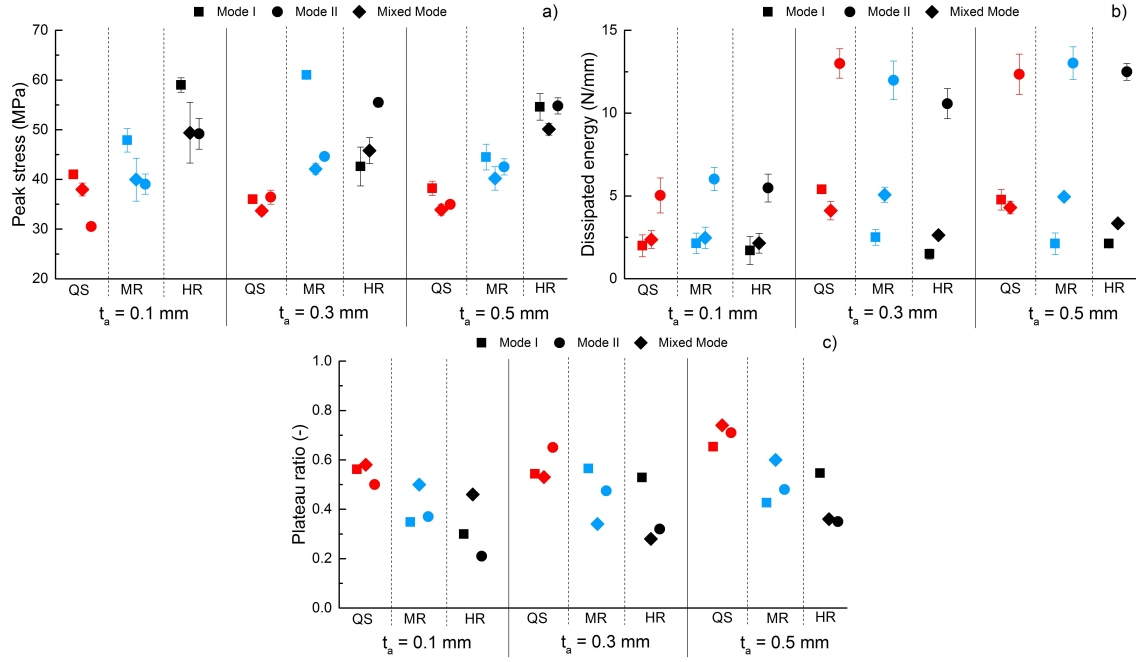 Mode I Mode II Mixed Mode a)
Peak stress (MPa)
80
70
60
50
40
30
20
QS MR HR QS MR HR QS MR HR
t_a = 0.1 mm t_a = 0.3 mm t_a = 0.5 mm
Mode I Mode II Mixed Mode b)
Dissipated energy (N/mm)
15
10
5
0
QS MR HR QS MR HR QS MR HR
t_a = 0.1 mm t_a = 0.3 mm t_a = 0.5 mm
Mode I Mode II Mixed Mode c)
Plateau ratio (-)
1.0
0.8
0.6
0.4
0.2
0.0
QS MR HR QS MR HR QS MR HR
t_a = 0.1 mm t_a = 0.3 mm t_a = 0.5 mm